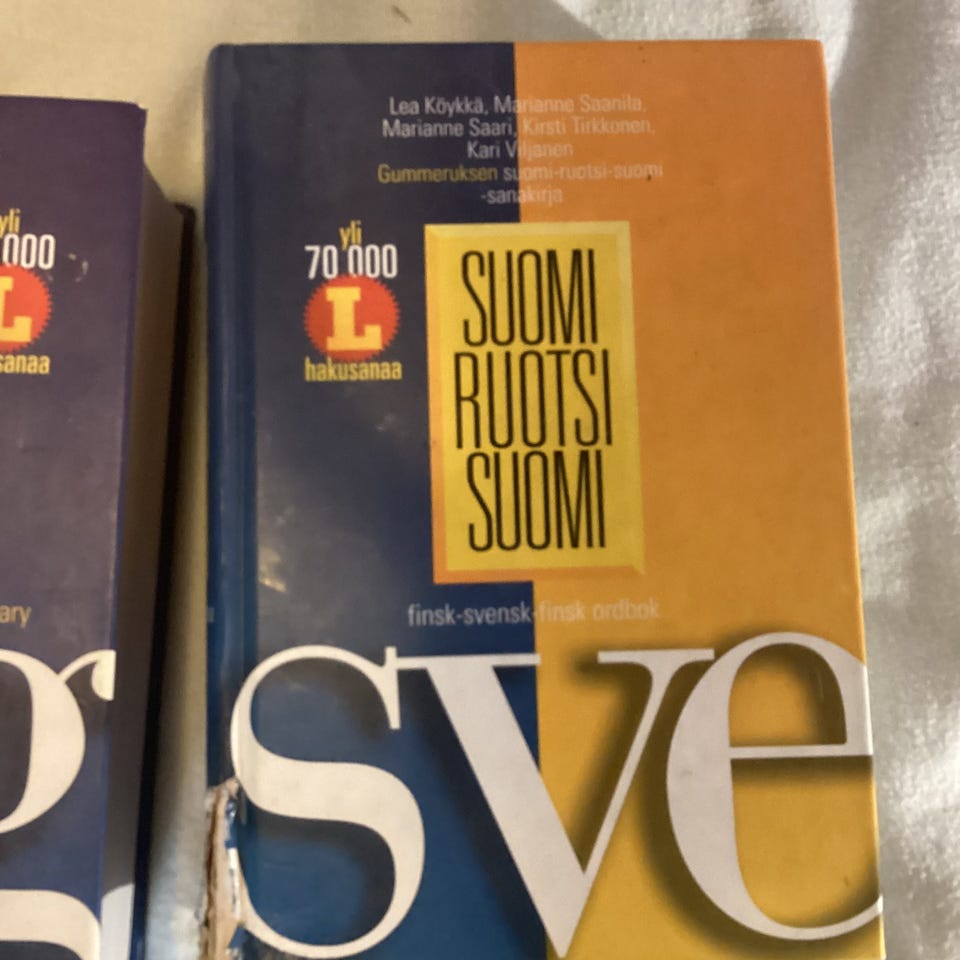 yli
000
L
sanaa
ary
g
Lea Köykkä, Marianne Saanila,
Marianne Saari, Kirsti Tirkkonen,
Kari Viljanen
Gummeruksen suomi-ruotsi-suomi
-sanakirja
yli
70 000
L
hakusanaa
SUOMI
RUOTSI
SUOMI
finsk-svensk-finsk ordbok
sve